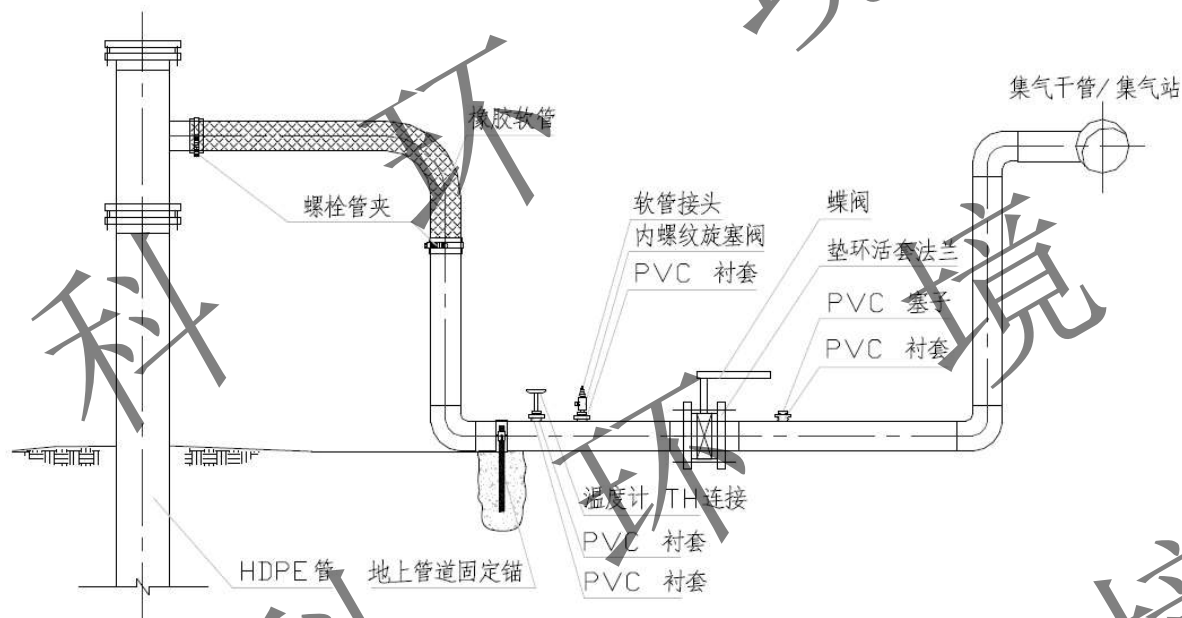 集气干管/集气站
橡胶软管
螺栓管夹
软管接头
内螺纹旋塞阀
PVC 衬套
蝶阀
垫环活套法兰
PVC 塞子
PVC 衬套
温度计 TH连接
PVC 衬套
PVC 衬套
HDPE管
地上管道固定锚
科 环 境
科 环 境